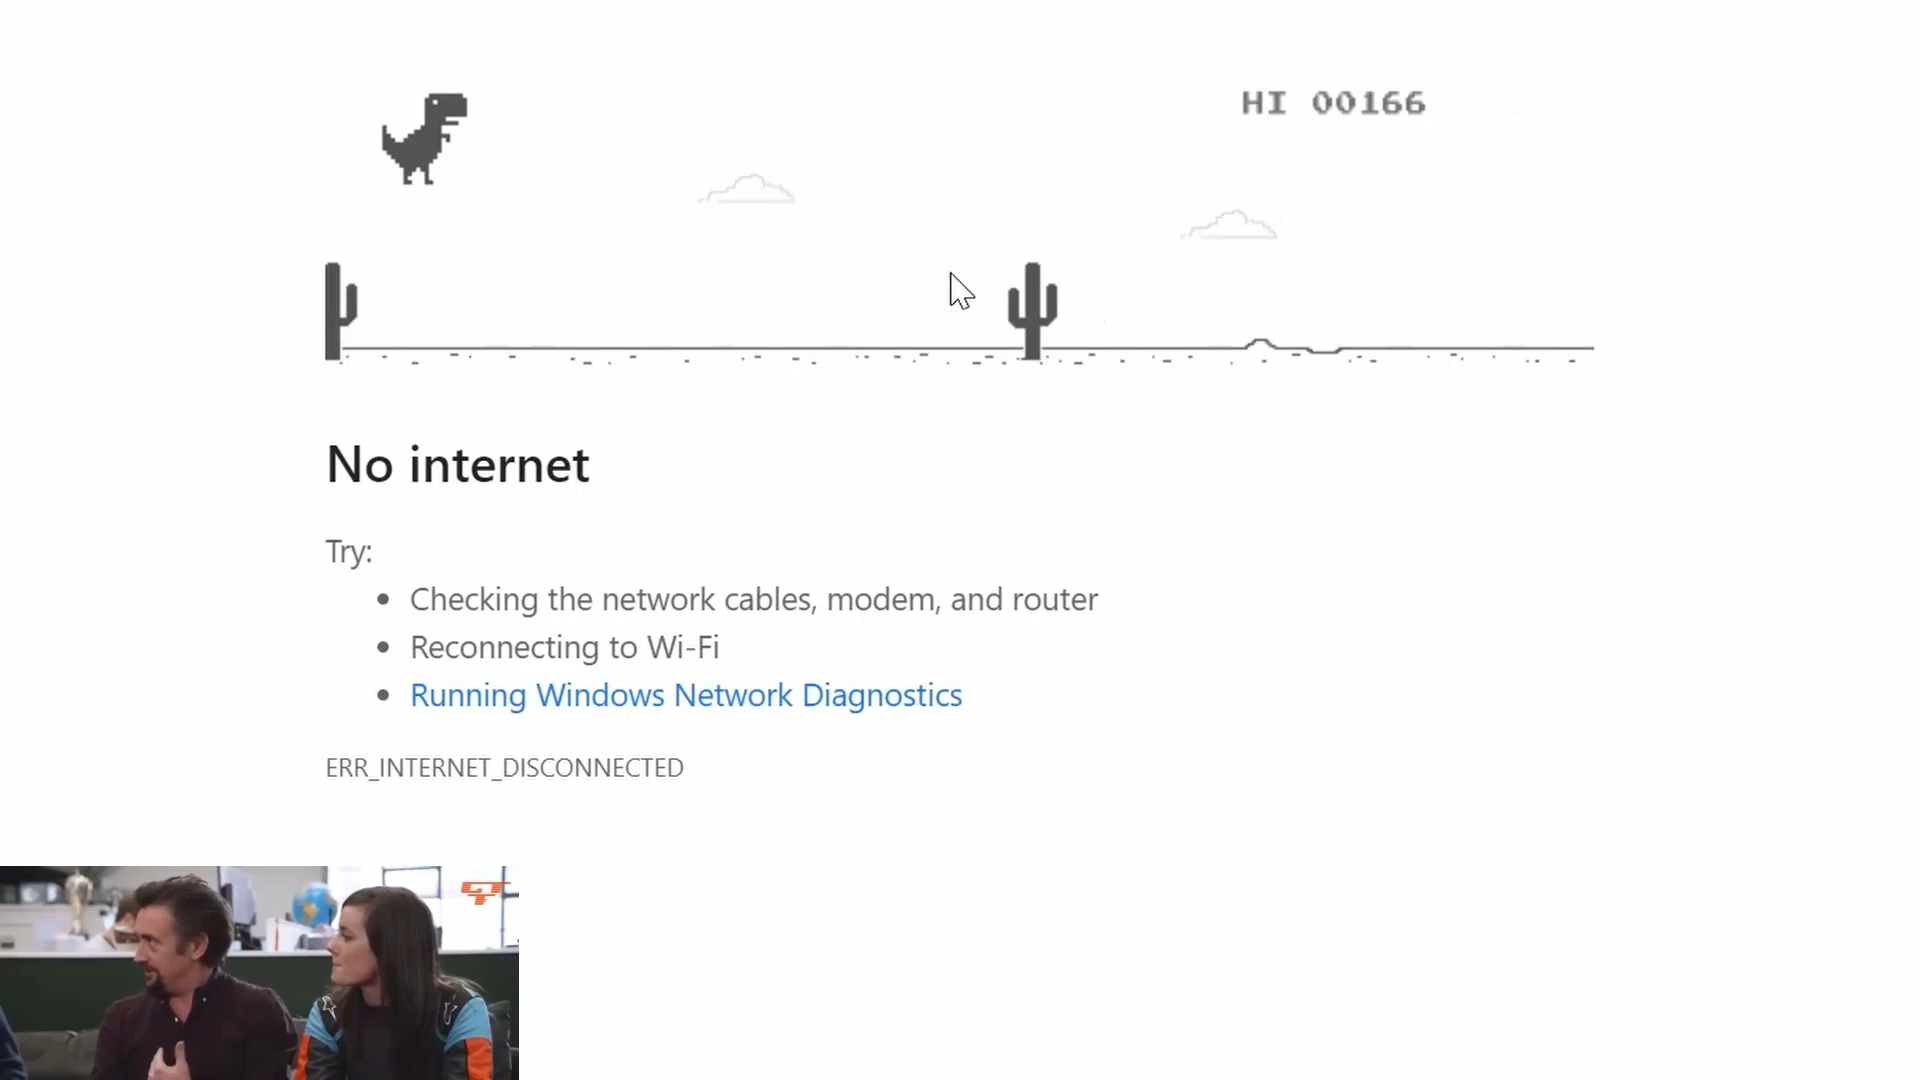 HI 00166
No internet
Try:
Checking the network cables, modem, and router
Reconnecting to Wi-Fi
Running Windows Network Diagnostics
ERR_INTERNET_DISCONNECTED
GT